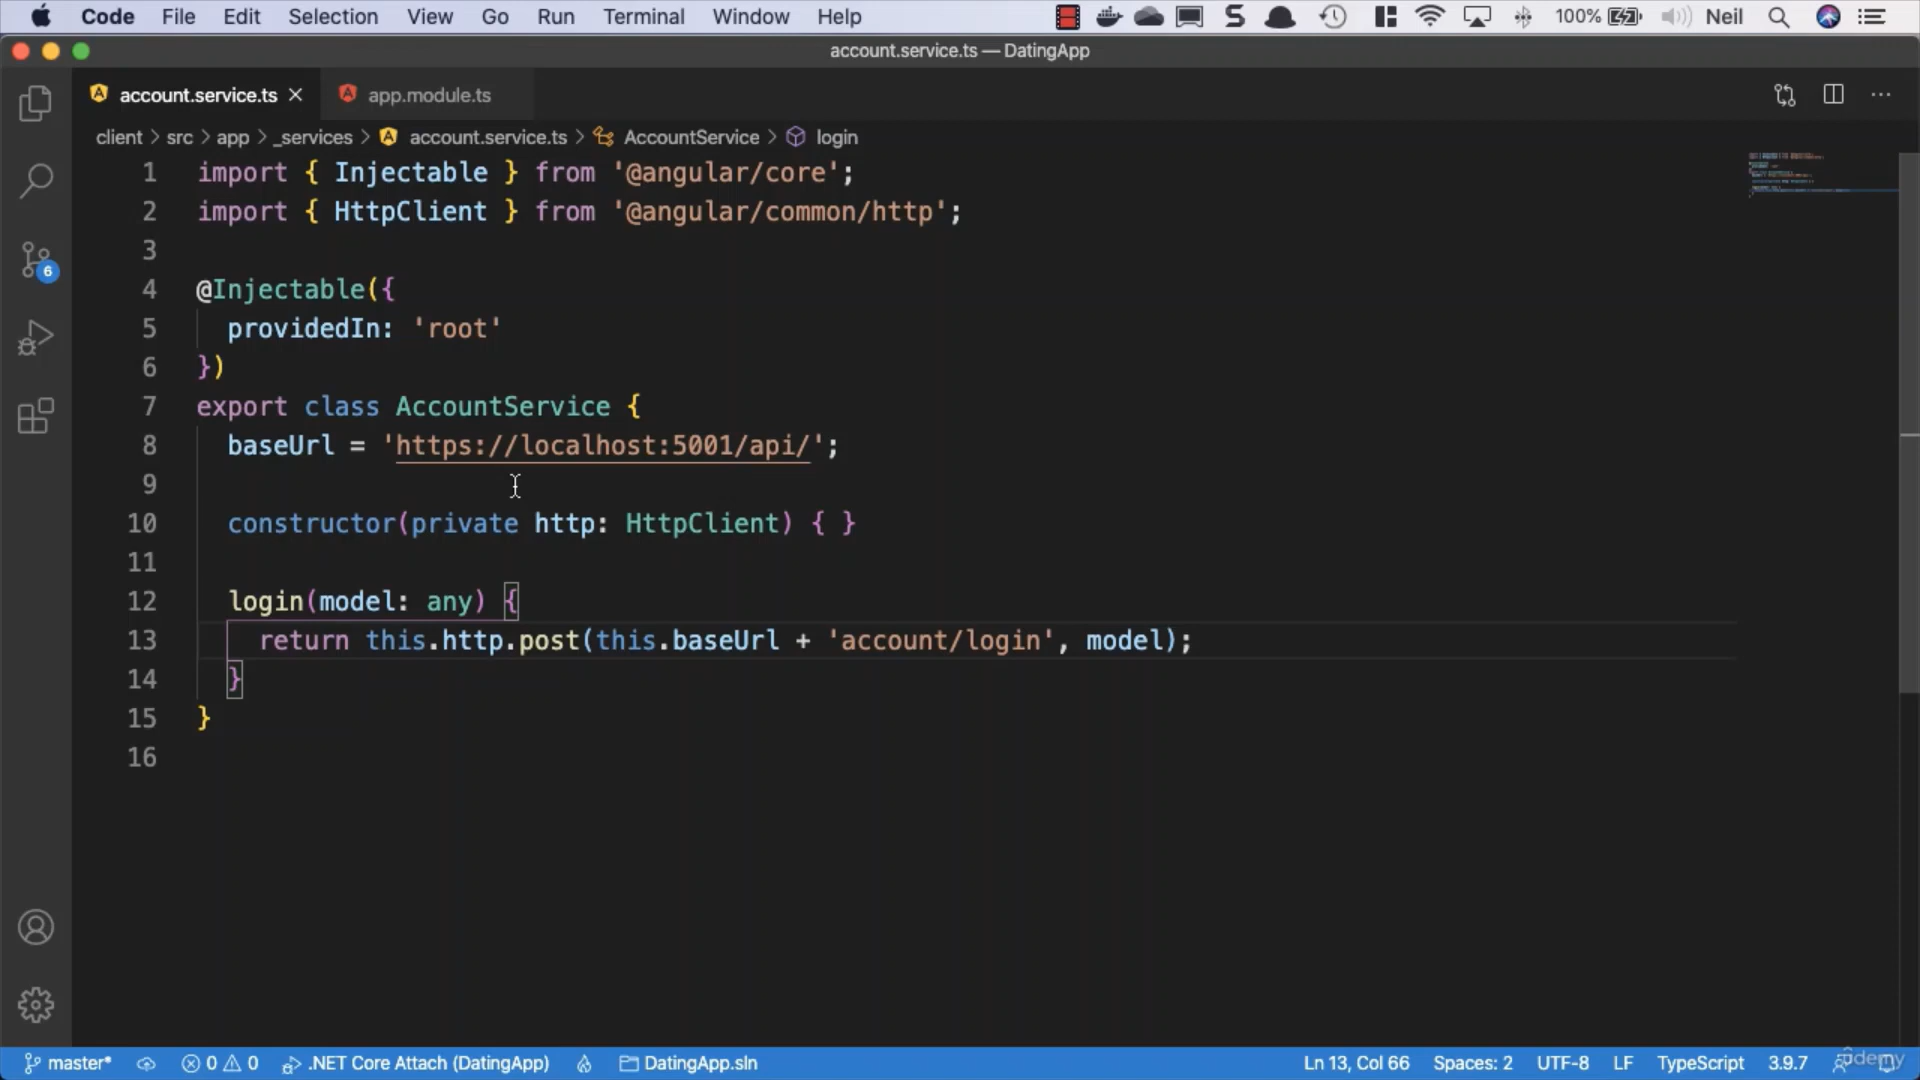 Code File Edit Selection View Go Run Terminal Window Help 100% Neil
account.service.ts — DatingApp
account.service.ts app.module.ts
client > src > app > _services > account.service.ts > AccountService > login
1 import { Injectable } from '@angular/core';
2 import { HttpClient } from '@angular/common/http';
3
4 @Injectable({
5 providedIn: 'root'
6 })
7 export class AccountService {
8 baseUrl = 'https://localhost:5001/api/';
9
10 constructor(private http: HttpClient) { }
11
12 login(model: any) {
13 return this.http.post(this.baseUrl + 'account/login', model);
14 }
15 }
16
6
master* 0 0 .NET Core Attach (DatingApp) DatingApp.sln Ln 13, Col 66 Spaces: 2 UTF-8 LF TypeScript 3.9.7
udemy